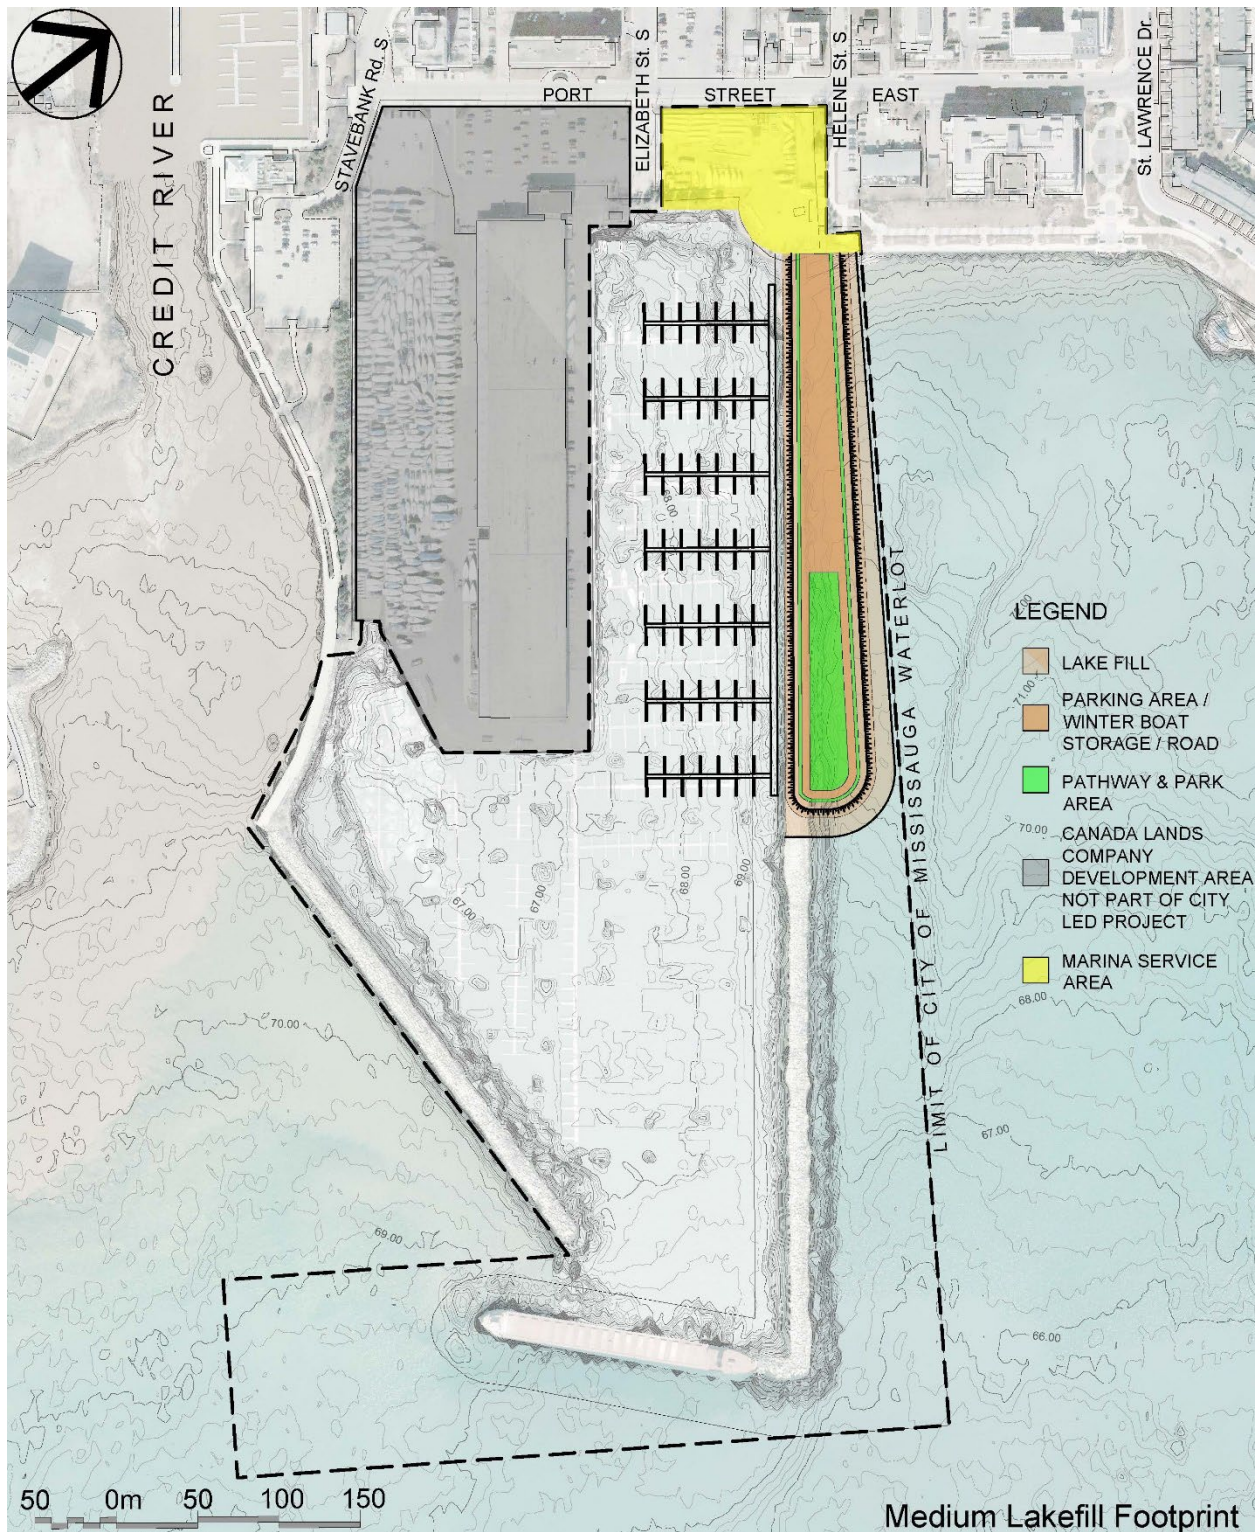 PORT STREET EAST
STAVEBANK Rd. S
ELIZABETH St. S
HELENE St. S
St. LAWRENCE Dr.
CREDIT RIVER
68.00
LIMIT OF CITY OF MISSISSAUGA WATERLOT
71.00
LEGEND
LAKE FILL
PARKING AREA /
WINTER BOAT
STORAGE / ROAD
PATHWAY & PARK
AREA
CANADA LANDS
COMPANY
DEVELOPMENT AREA
NOT PART OF CITY
LED PROJECT
MARINA SERVICE
AREA
70.00
67.00
67.00
68.00
69.00
68.00
70.00
67.00
69.00
66.00
50 0m 50 100 150
Medium Lakefill Footprint